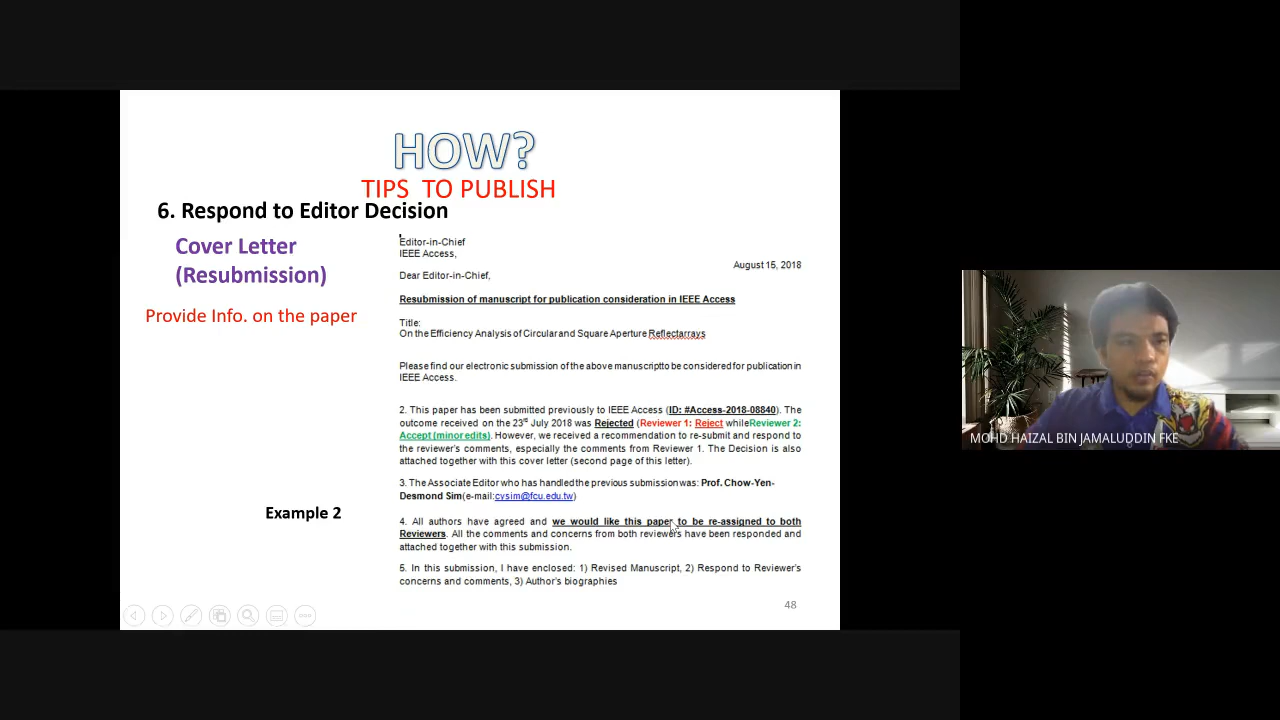 HOW?
TIPS TO PUBLISH
6. Respond to Editor Decision
Cover Letter
(Resubmission)
Provide Info. on the paper
Example 2
Editor-in-Chief
IEEE Access,
August 15, 2018
Dear Editor-in-Chief,
Resubmission of manuscript for publication consideration in IEEE Access
Title:
On the Efficiency Analysis of Circular and Square Aperture Reflectarrays
Please find our electronic submission of the above manuscriptto be considered for publication in
IEEE Access.
2. This paper has been submitted previously to IEEE Access (ID: #Access-2018-08840). The
outcome received on the 23rd July 2018 was Rejected (Reviewer 1: Reject whileReviewer 2:
Accept (minor edits). However, we received a recommendation to re-submit and respond to
the reviewer's comments, especially the comments from Reviewer 1. The Decision is also
attached together with this cover letter (second page of this letter).
3. The Associate Editor who has handled the previous submission was: Prof. Chow-Yen-
Desmond Sim(e-mail:cysim@fcu.edu.tw)
4. All authors have agreed and we would like this paper to be re-assigned to both
Reviewers. All the comments and concerns from both reviewers have been responded and
attached together with this submission.
5. In this submission, I have enclosed: 1) Revised Manuscript, 2) Respond to Reviewer's
concerns and comments, 3) Author's biographies
48
MOHD HAIZAL BIN JAMALUDDIN FKE